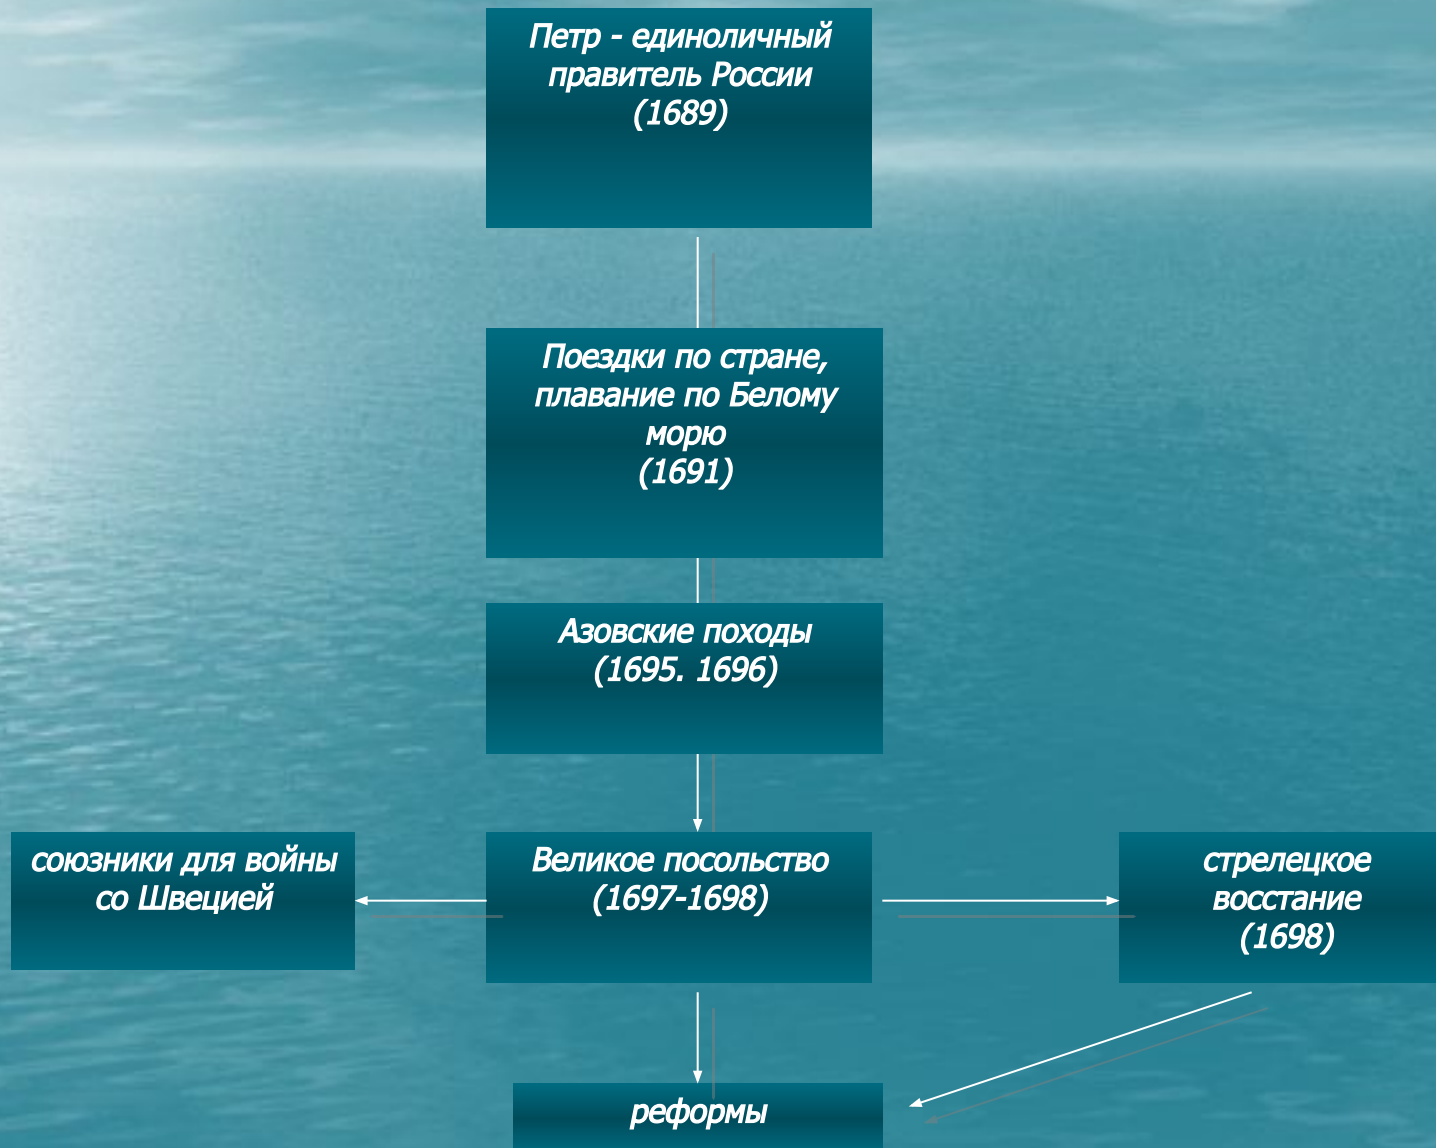 Петр - единоличный
правитель России
(1689)
Поездки по стране,
плавание по Белому
морю
(1691)
Азовские походы
(1695. 1696)
союзники для войны
со Швецией
Великое посольство
(1697-1698)
стрелецкое
восстание
(1698)
реформы